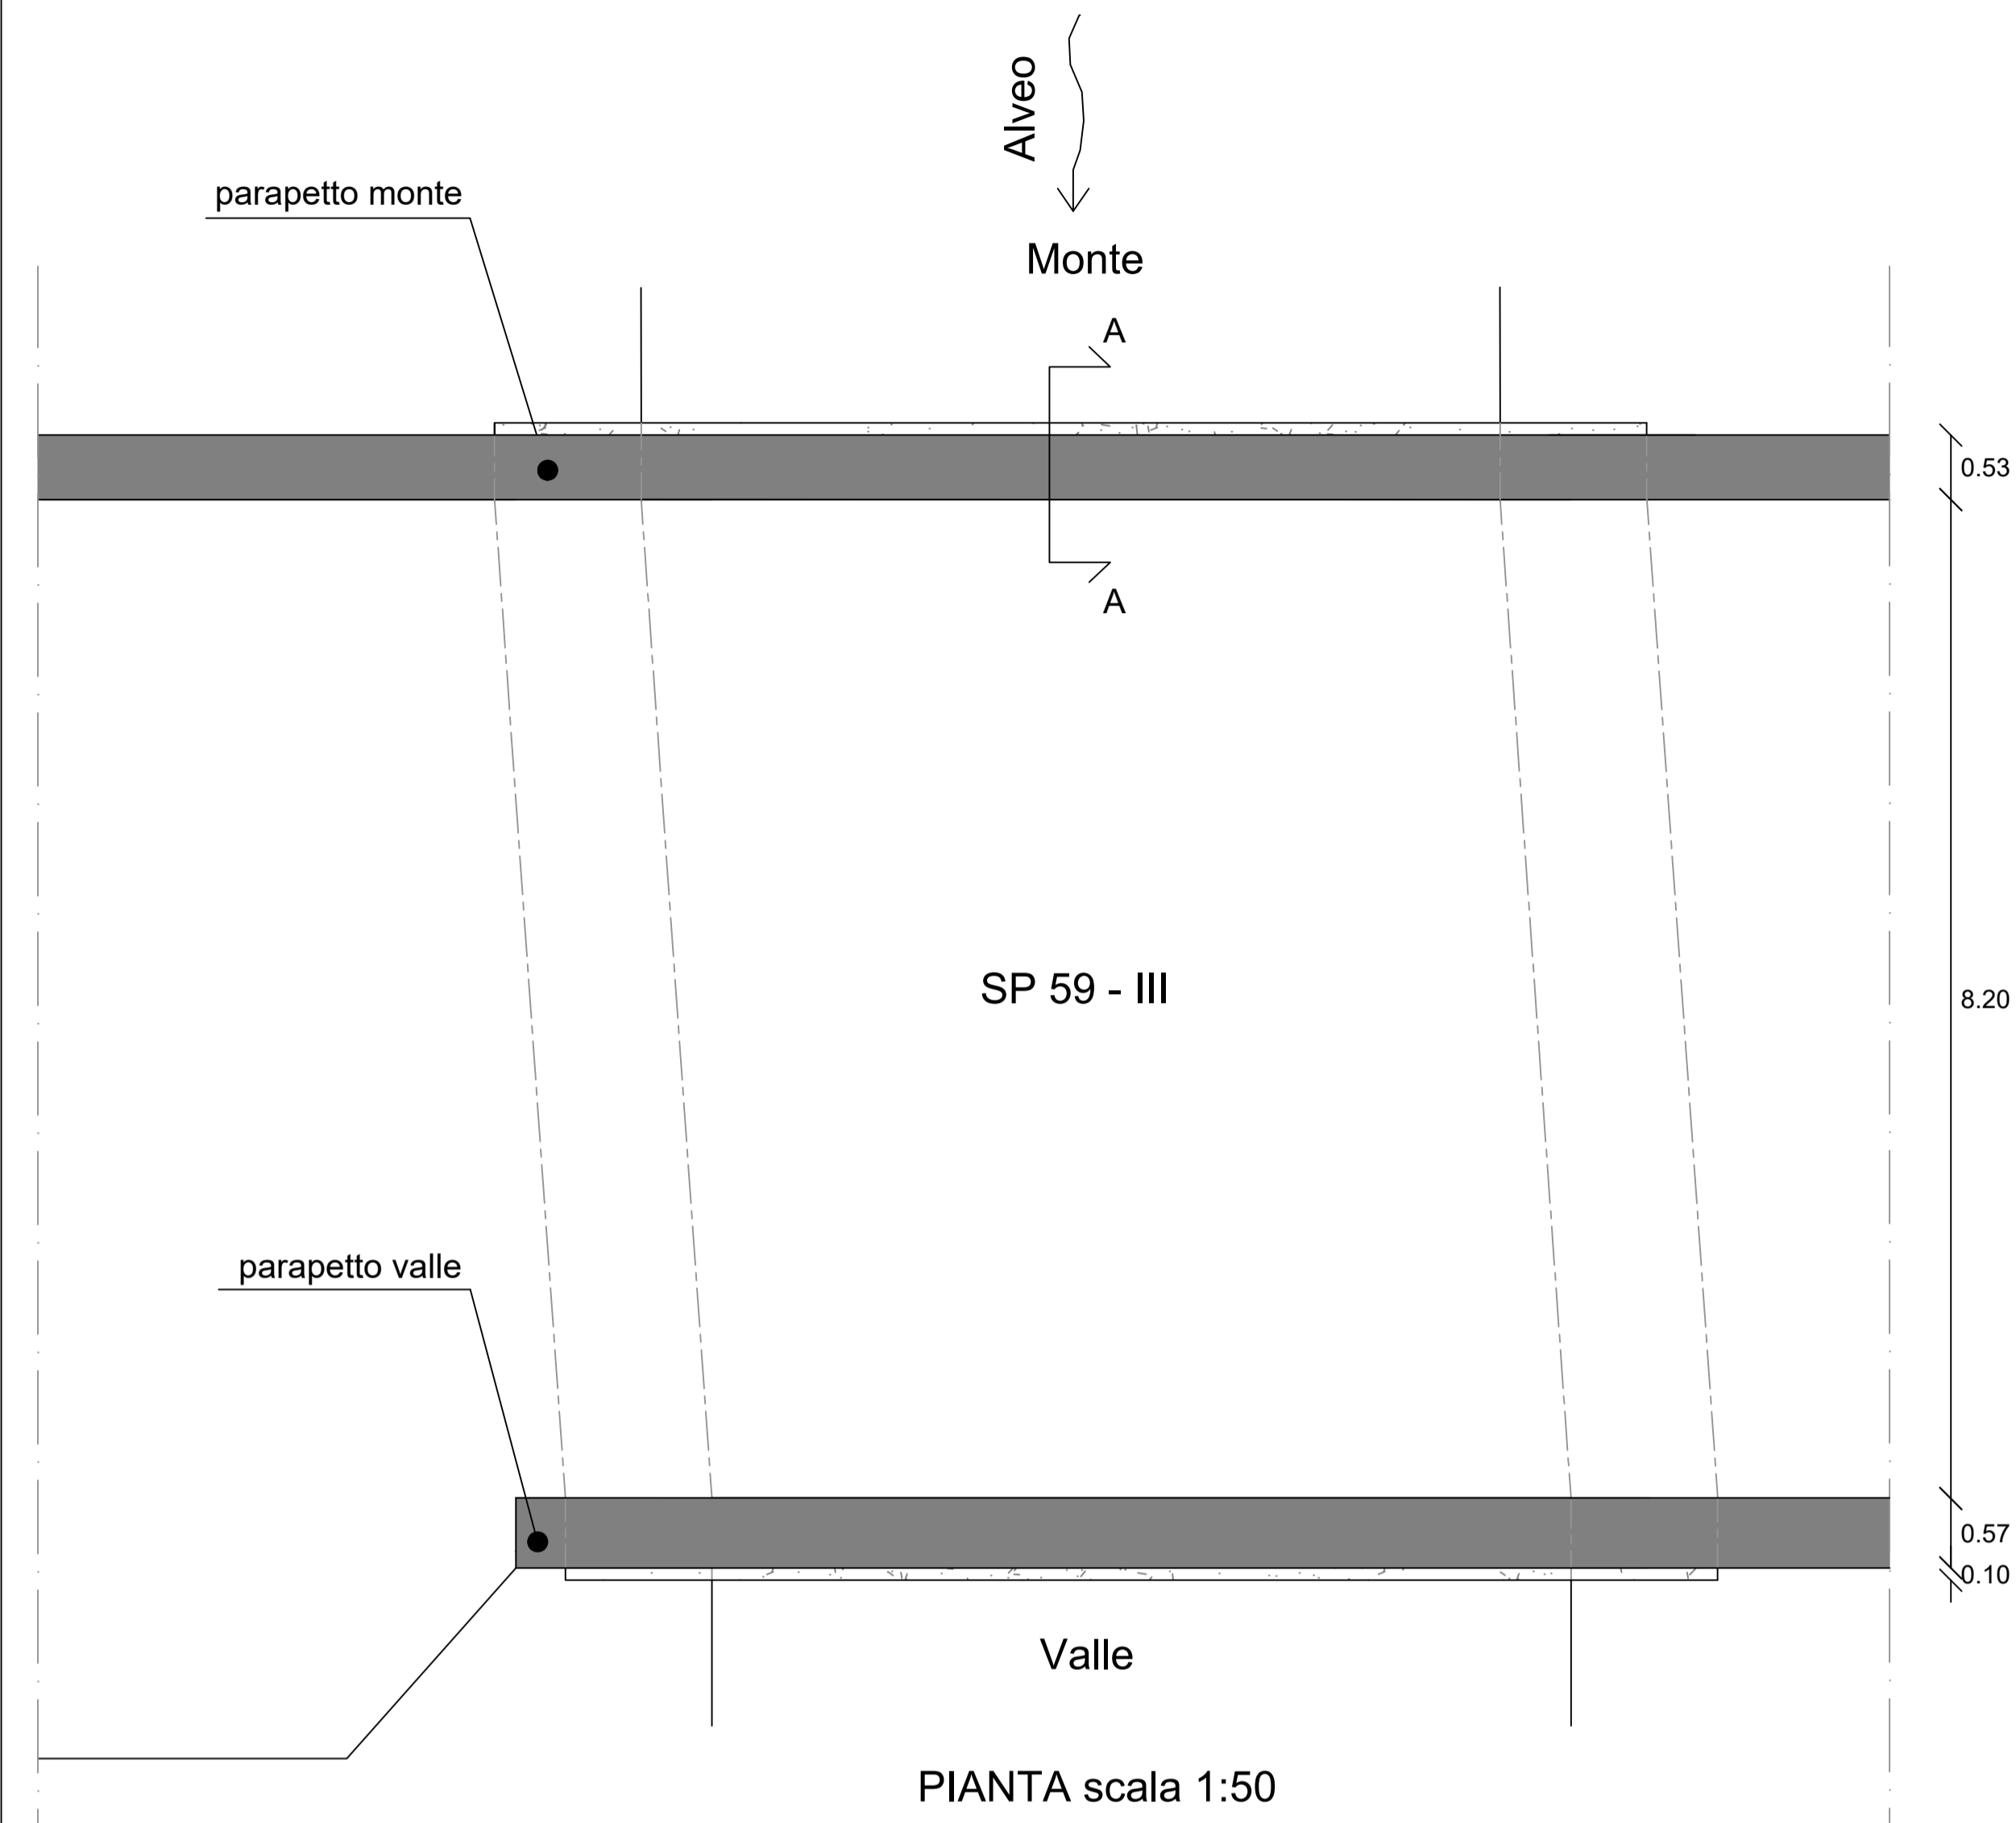 Alveo
parapetto monte
Monte
A
0.53
A
SP 59 - III
8.20
parapetto valle
0.57
0.10
Valle
PIANTA scala 1:50